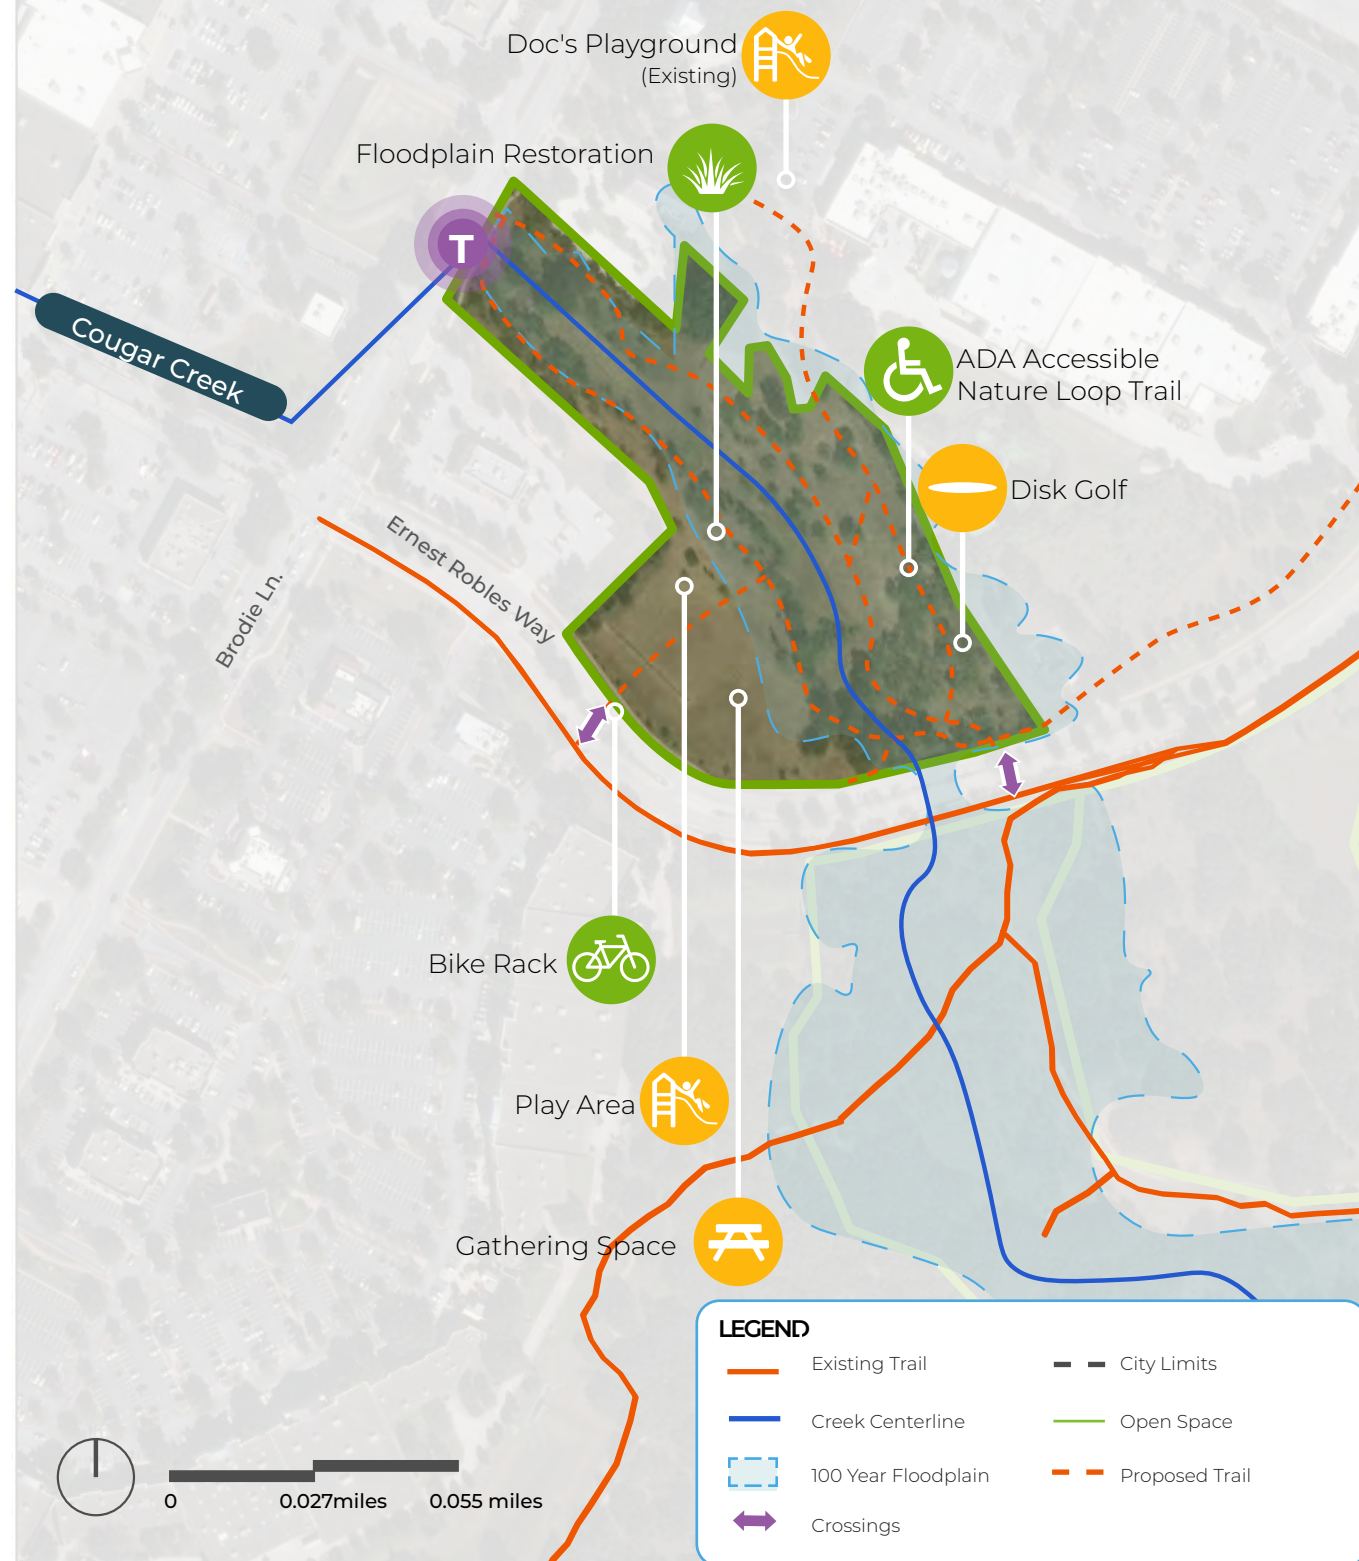 Doc's Playground
(Existing)
Floodplain Restoration
T
Cougar Creek
ADA Accessible
Nature Loop Trail
Disk Golf
Ernest Robles Way
Brodie Ln.
Bike Rack
Play Area
Gathering Space
LEGEND
Existing Trail
City Limits
Creek Centerline
Open Space
100 Year Floodplain
Proposed Trail
Crossings
0
0.027miles
0.055 miles